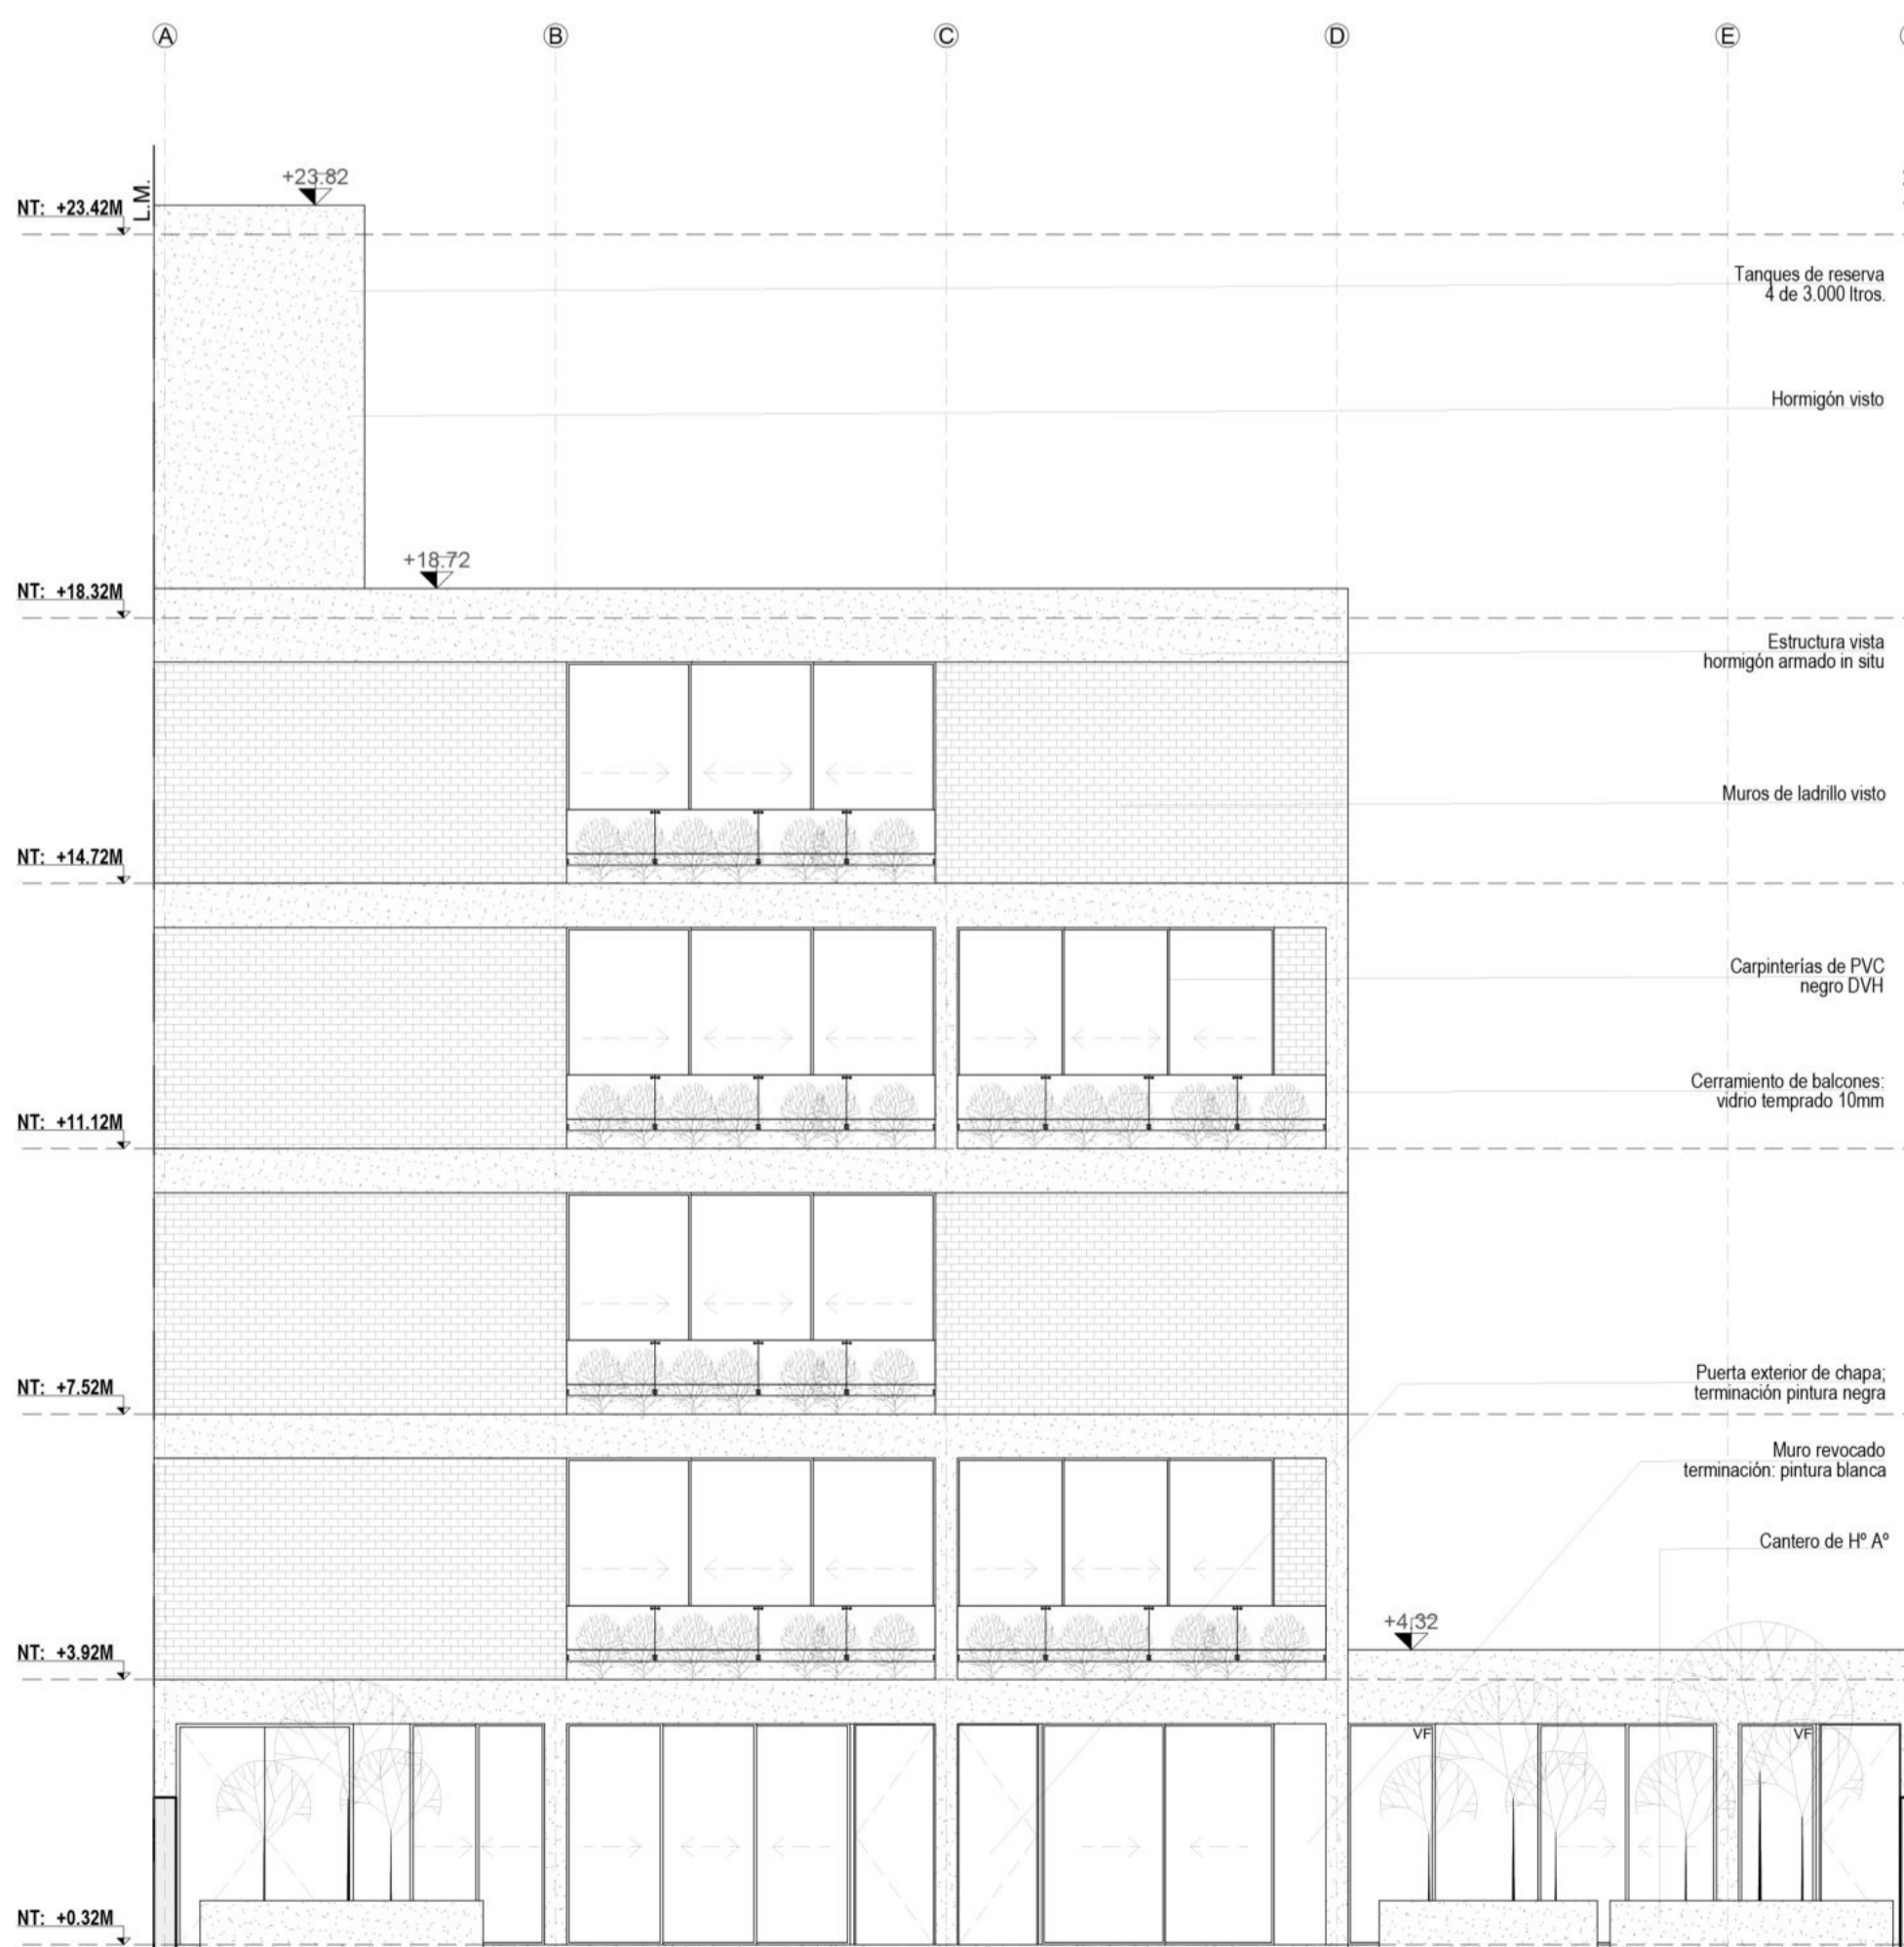 A
B
C
D
E
+23.82
L.M.
NT: +23.42M
Tanques de reserva
4 de 3.000 ltros.
Hormigón visto
+18.72
NT: +18.32M
Estructura vista
hormigón armado in situ
Muros de ladrillo visto
NT: +14.72M
Carpinterías de PVC
negro DVH
Cerramiento de balcones:
vidrio temprado 10mm
NT: +11.12M
Puerta exterior de chapa;
terminación pintura negra
NT: +7.52M
Muro revocado
terminación: pintura blanca
Cantero de Hº Aº
+4.32
NT: +3.92M
VF
VF
NT: +0.32M